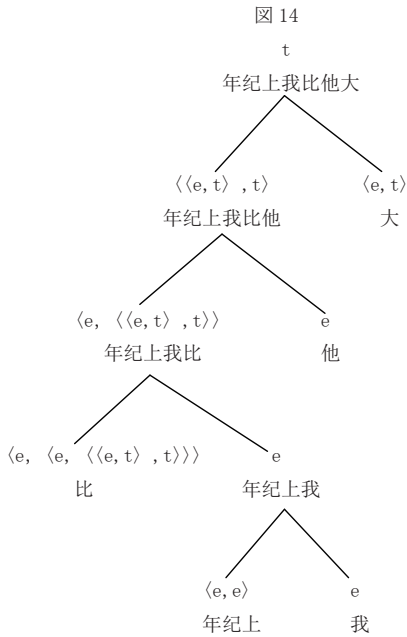 図 14
t
年纪上我比他大
〈〈e,t〉,t〉 〈e,t〉
年纪上我比他 大
〈e, 〈〈e,t〉,t〉〉 e
年纪上我比 他
〈e, 〈e, 〈〈e,t〉,t〉〉〉 e
比 年纪上我
〈e,e〉 e
年纪上 我